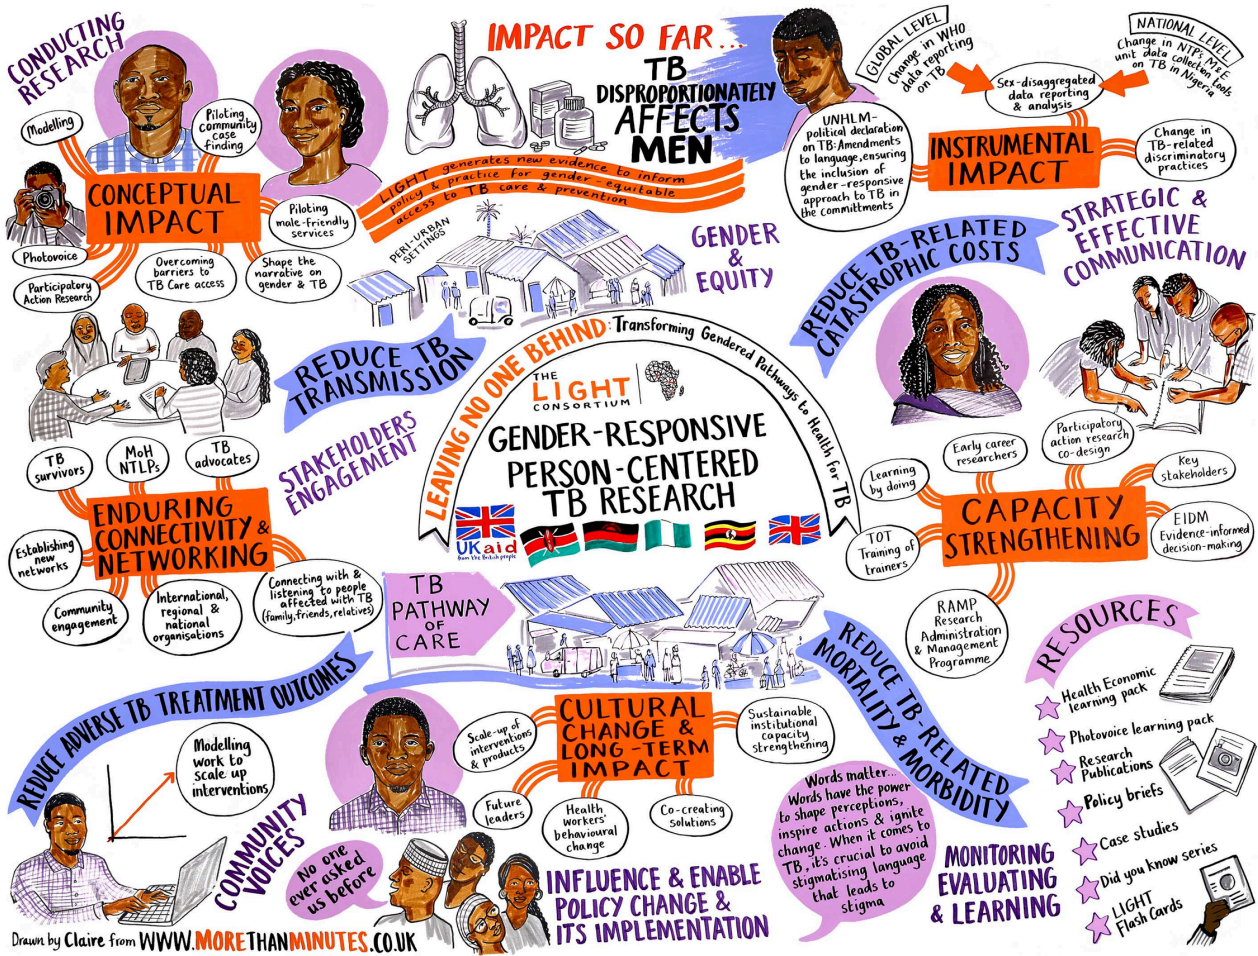 CONDUCTING
RESEARCH
Modelling
Piloting
community
case
finding
CONCEPTUAL
IMPACT
Photovoice
Participatory
Action Research
Overcoming
barriers to
TB Care access
Piloting
male-friendly
services
Shape the
narrative on
gender & TB
IMPACT SO FAR...
TB
DISPROPORTIONATELY
AFFECTS
MEN
LIGHT generates new evidence to inform
policy & practice for gender-equitable
access to TB care & prevention
PERI-URBAN
SETTINGS
GENDER
&
EQUITY
GLOBAL LEVEL
Change in WHO
data reporting
on TB
NATIONAL LEVEL
Change in NTP's M&E
unit data collection tools
on TB in Nigeria
Sex-disaggregated
data reporting
& analysis
INSTRUMENTAL
IMPACT
UNHLM-
political declaration
on TB: Amendments
to language, ensuring
the inclusion of
gender-responsive
approach to TB in
the commitments
Change in
TB-related
discriminatory
practices
STRATEGIC &
EFFECTIVE
COMMUNICATION
REDUCE TB-RELATED
CATASTROPHIC COSTS
REDUCE TB
TRANSMISSION
STAKEHOLDERS
ENGAGEMENT
LEAVING NO ONE BEHIND: Transforming Gendered Pathways to Health for TB
THE
LIGHT
CONSORTIUM
GENDER-RESPONSIVE
PERSON-CENTERED
TB RESEARCH
UKaid
from the British people
TB
survivors
MoH
NTLPs
TB
advocates
ENDURING
CONNECTIVITY &
NETWORKING
Establishing
new
networks
Community
engagement
International,
regional &
national
organisations
Connecting with &
listening to people
affected with TB
(family, friends, relatives)
Learning
by doing
Early career
researchers
Participatory
action research
co-design
Key
stakeholders
CAPACITY
STRENGTHENING
TOT
Training of
trainers
EIDM
Evidence-informed
decision-making
RAMP
Research
Administration
& Management
Programme
TB
PATHWAY
OF
CARE
REDUCE ADVERSE TB TREATMENT OUTCOMES
Modelling
work to
scale up
interventions
COMMUNITY
VOICES
No one
ever asked
us before
CULTURAL
CHANGE &
LONG-TERM
IMPACT
Scale-up of
interventions
& products
Sustainable
institutional
capacity
strengthening
Future
leaders
Health
Workers'
behavioural
change
Co-creating
solutions
INFLUENCE & ENABLE
POLICY CHANGE &
ITS IMPLEMENTATION
REDUCE TB-RELATED
MORTALITY & MORBIDITY
Words matter...
Words have the power
to shape perceptions,
inspire actions & ignite
change. When it comes to
TB, it's crucial to avoid
stigmatising language
that leads to
stigma
MONITORING
EVALUATING
& LEARNING
RESOURCES
Health Economic
learning pack
Photovoice learning pack
Research
Publications
Policy briefs
Case studies
Did you know series
LIGHT
Flash Cards
Drawn by Claire from WWW.MORETHANMINUTES.CO.UK